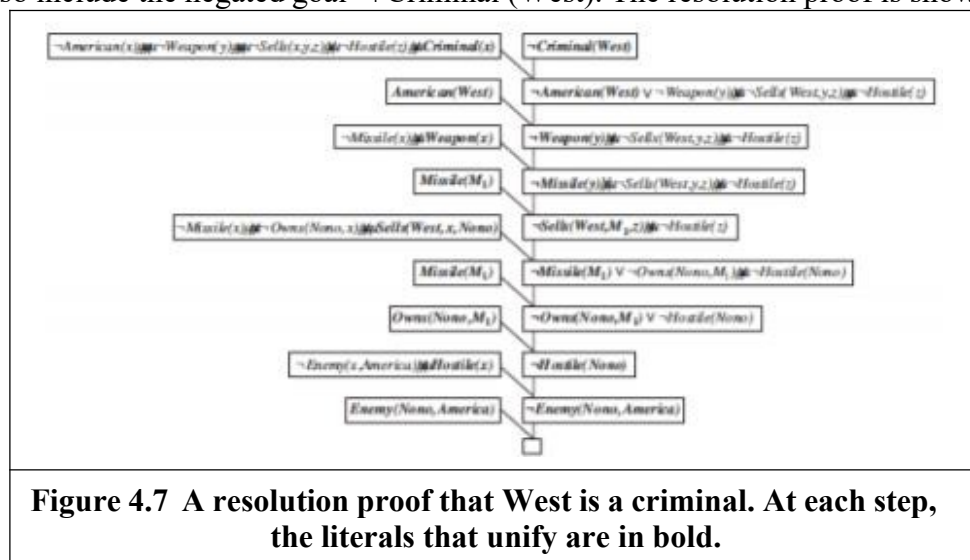 so include the negated goal ¬ Criminal (West). The resolution proof is show
¬American(x) ∨ ¬Weapon(y) ∨ ¬Sells(x,y,z) ∨ ¬Hostile(z) ∨ Criminal(x)
¬Criminal(West)
American(West)
¬American(West) ∨ ¬Weapon(y) ∨ ¬Sells(West,y,z) ∨ ¬Hostile(z)
¬Missile(x) ∨ Weapon(x)
¬Weapon(y) ∨ ¬Sells(West,y,z) ∨ ¬Hostile(z)
Missile(M₁)
¬Missile(y) ∨ ¬Sells(West,y,z) ∨ ¬Hostile(z)
¬Missile(x) ∨ ¬Owns(Nono,x) ∨ Sells(West,x,Nono)
¬Sells(West,M₁,z) ∨ ¬Hostile(z)
Missile(M₁)
¬Missile(M₁) ∨ ¬Owns(Nono,M₁) ∨ ¬Hostile(Nono)
Owns(Nono,M₁)
¬Owns(Nono,M₁) ∨ ¬Hostile(Nono)
¬Enemy(x,America) ∨ Hostile(x)
¬Hostile(Nono)
Enemy(Nono,America)
¬Enemy(Nono,America)
Figure 4.7 A resolution proof that West is a criminal. At each step,
the literals that unify are in bold.